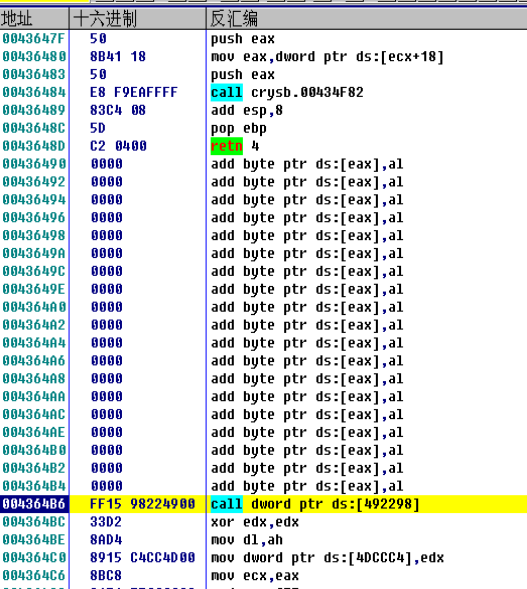 地址 十六进制 反汇编
0043647F 50 push eax
00436480 8B41 18 mov eax,dword ptr ds:[ecx+18]
00436483 50 push eax
00436484 E8 F9EAFFFF call crysb.00434F82
00436489 83C4 08 add esp,8
0043648C 5D pop ebp
0043648D C2 0400 retn 4
00436490 0000 add byte ptr ds:[eax],al
00436492 0000 add byte ptr ds:[eax],al
00436494 0000 add byte ptr ds:[eax],al
00436496 0000 add byte ptr ds:[eax],al
00436498 0000 add byte ptr ds:[eax],al
0043649A 0000 add byte ptr ds:[eax],al
0043649C 0000 add byte ptr ds:[eax],al
0043649E 0000 add byte ptr ds:[eax],al
004364A0 0000 add byte ptr ds:[eax],al
004364A2 0000 add byte ptr ds:[eax],al
004364A4 0000 add byte ptr ds:[eax],al
004364A6 0000 add byte ptr ds:[eax],al
004364A8 0000 add byte ptr ds:[eax],al
004364AA 0000 add byte ptr ds:[eax],al
004364AC 0000 add byte ptr ds:[eax],al
004364AE 0000 add byte ptr ds:[eax],al
004364B0 0000 add byte ptr ds:[eax],al
004364B2 0000 add byte ptr ds:[eax],al
004364B4 0000 add byte ptr ds:[eax],al
004364B6 FF15 98224900 call dword ptr ds:[492298]
004364BC 33D2 xor edx,edx
004364BE 8AD4 mov dl,ah
004364C0 8915 C4CC4D00 mov dword ptr ds:[4DCCC4],edx
004364C6 8BC8 mov ecx,eax